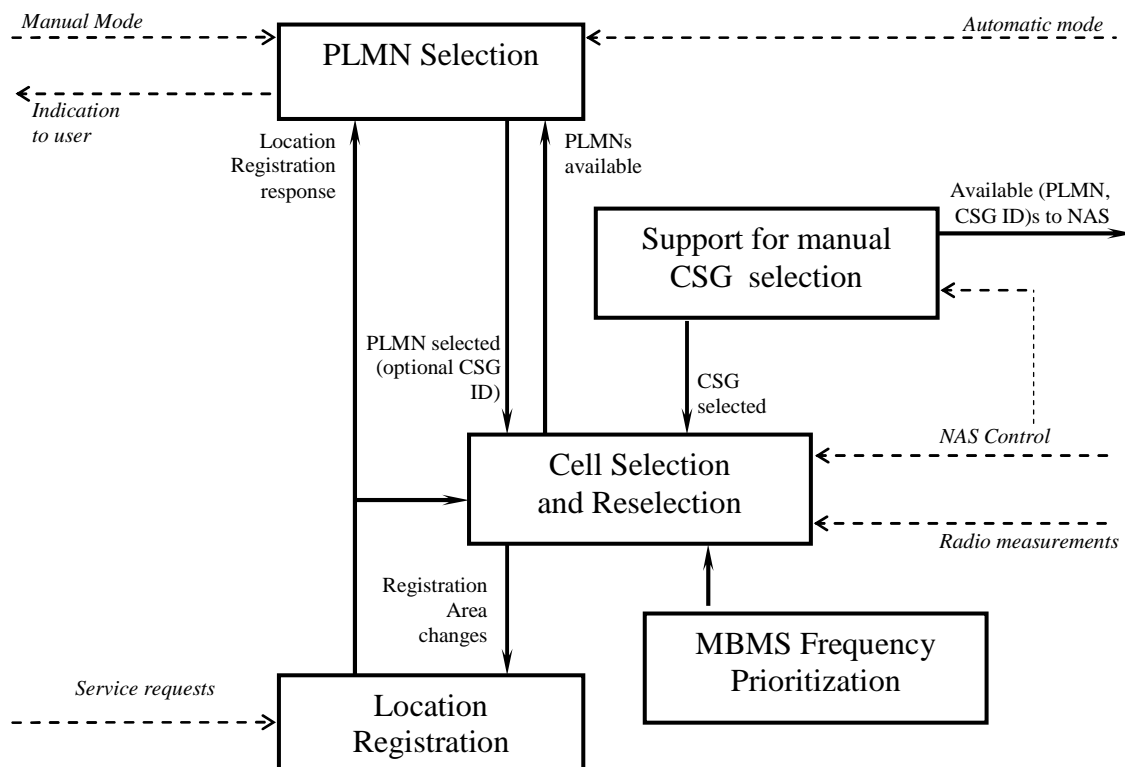 Manual Mode
PLMN Selection
Automatic mode
Indication
to user
Location
Registration
response
PLMNs
available
Available (PLMN,
CSG ID)s to NAS
Support for manual
CSG selection
PLMN selected
(optional CSG
ID)
CSG
selected
NAS Control
Cell Selection
and Reselection
Radio measurements
Registration
Area
changes
MBMS Frequency
Prioritization
Service requests
Location
Registration